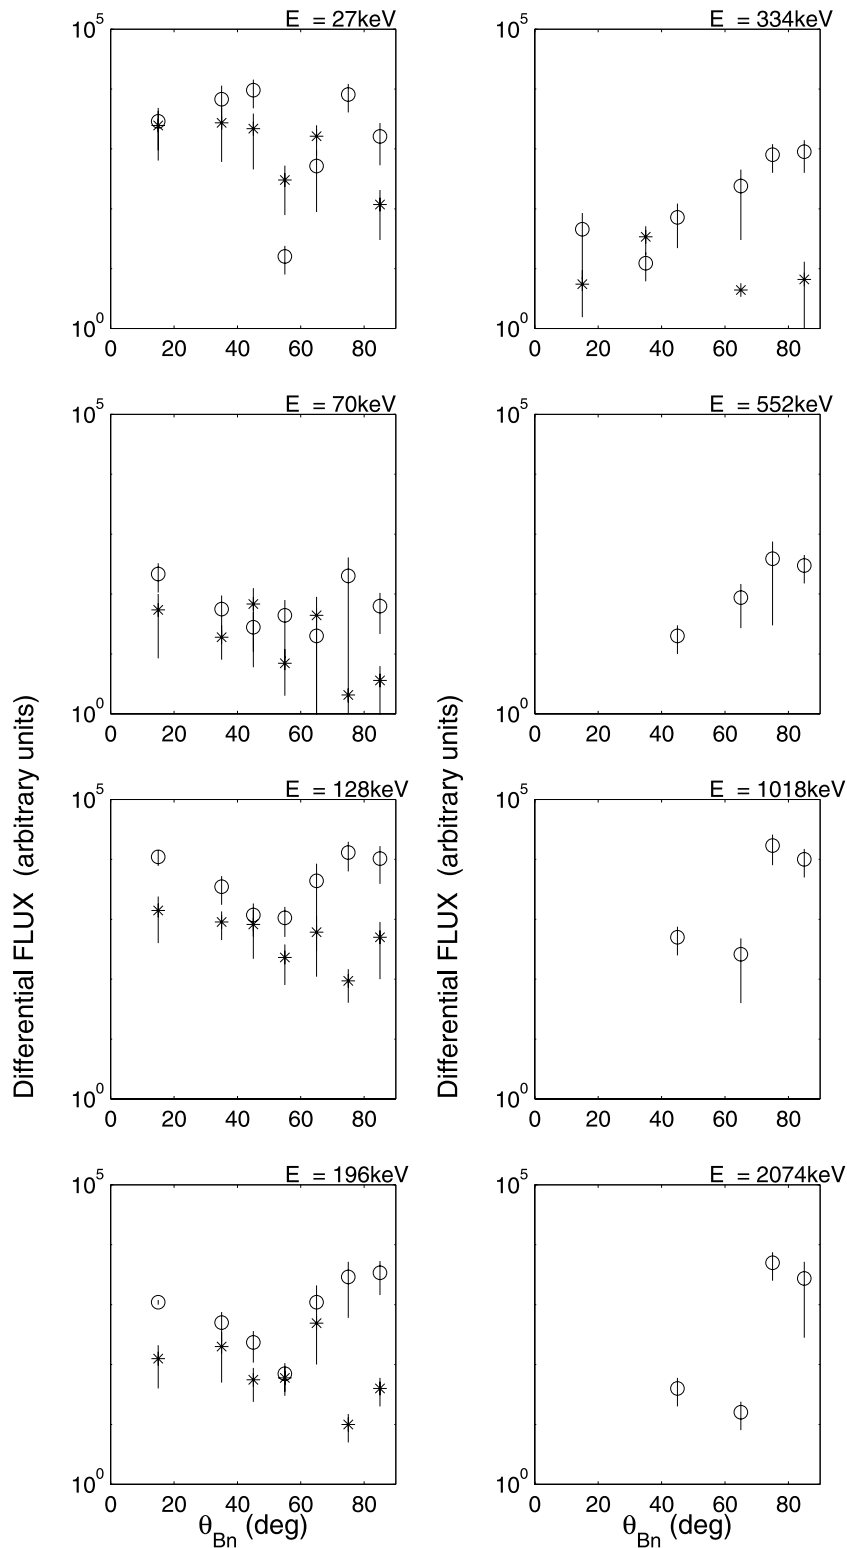 E = 27keV
10^5
10^0
0 20 40 60 80
E = 334keV
10^5
10^0
0 20 40 60 80
E = 70keV
10^5
10^0
0 20 40 60 80
E = 552keV
10^5
10^0
0 20 40 60 80
Differential FLUX (arbitrary units)
Differential FLUX (arbitrary units)
E = 128keV
10^5
10^0
0 20 40 60 80
E = 1018keV
10^5
10^0
0 20 40 60 80
E = 196keV
10^5
10^0
0 20 40 60 80
θ_Bn (deg)
E = 2074keV
10^5
10^0
0 20 40 60 80
θ_Bn (deg)